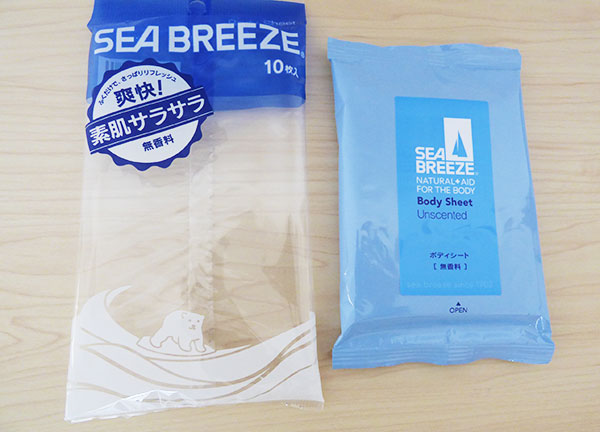 SEA BREEZE
10枚入
ふくだけで、さっぱりリフレッシュ
爽快!
素肌サラサラ
無香料
SEA
BREEZE
NATURAL+AID
FOR THE BODY
Body Sheet
Unscented
ボディシート
[ 無香料 ]
sea breeze since 1902
▲
OPEN